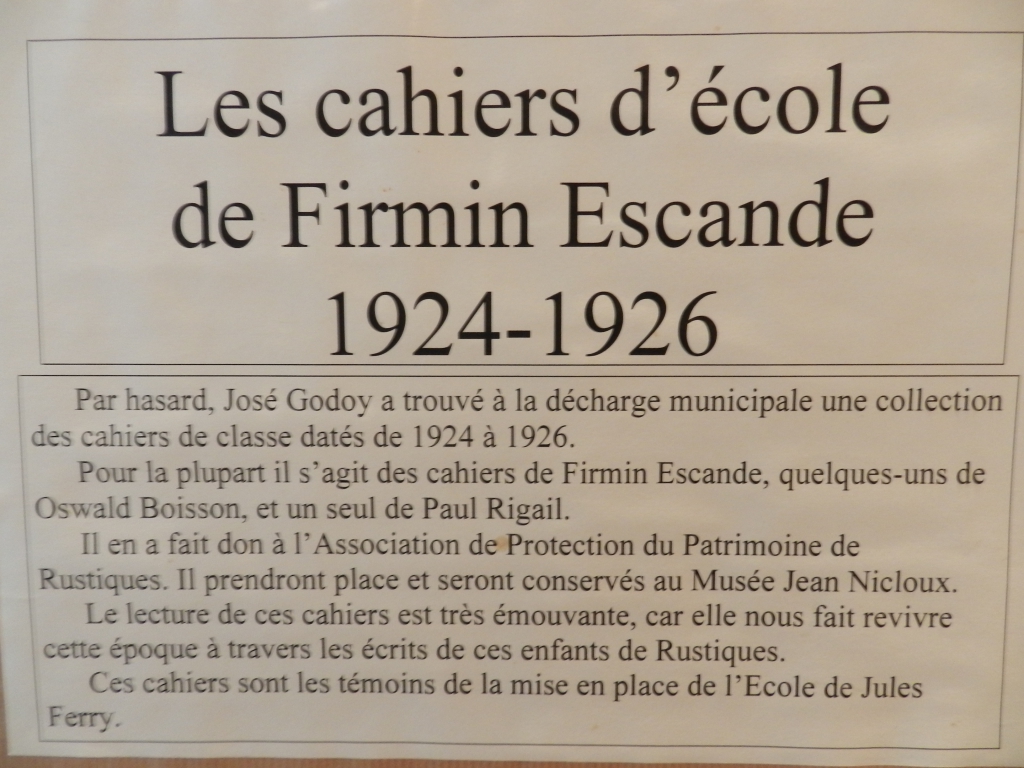 Les cahiers d'école
de Firmin Escande
1924-1926
Par hasard, José Godoy a trouvé à la décharge municipale une collection
des cahiers de classe datés de 1924 à 1926.
Pour la plupart il s'agit des cahiers de Firmin Escande, quelques-uns de
Oswald Boisson, et un seul de Paul Rigail.
Il en a fait don à l'Association de Protection du Patrimoine de
Rustiques. Il prendront place et seront conservés au Musée Jean Nicloux.
Le lecture de ces cahiers est très émouvante, car elle nous fait revivre
cette époque à travers les écrits de ces enfants de Rustiques.
Ces cahiers sont les témoins de la mise en place de l'Ecole de Jules
Ferry.